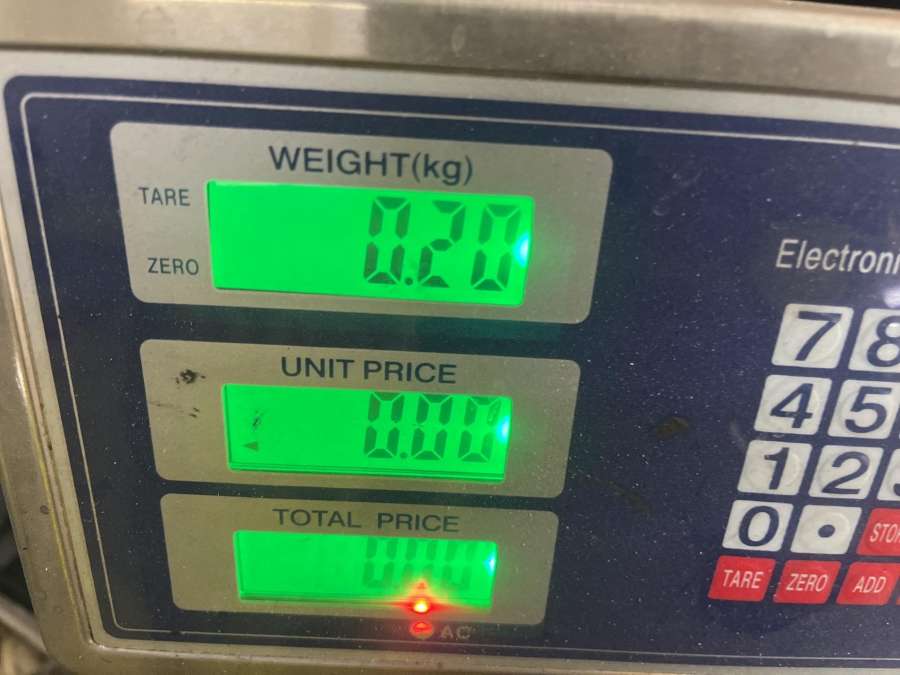 WEIGHT(kg)
TARE
0.20
ZERO
UNIT PRICE
0.00
TOTAL PRICE
0.00
AC
7 8
4 5
1 2
0 .
TARE ZERO ADD